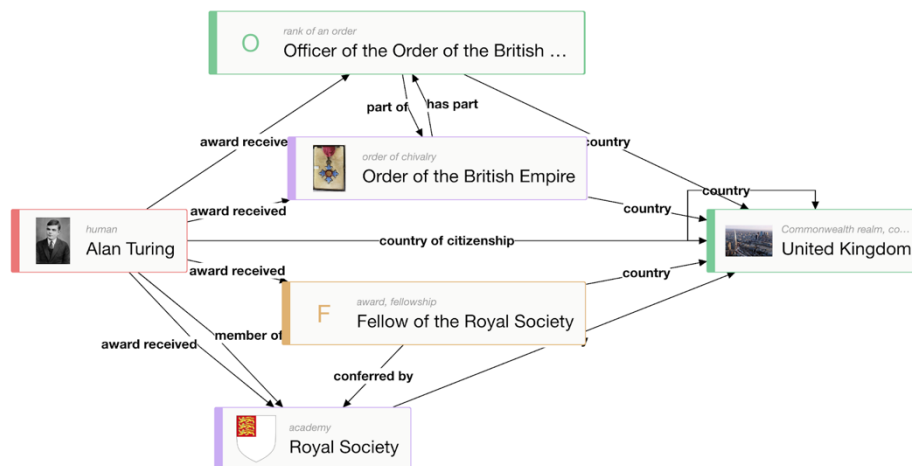 rank of an order
O
Officer of the Order of the British ...
part of
has part
award receive
country
order of chivalry
Order of the British Empire
award received
country
country
human
Alan Turing
country of citizenship
Commonwealth realm, co...
United Kingdom
award received
country
award, fellowship
F
Fellow of the Royal Society
member of
award received
conferred by
academy
Royal Society